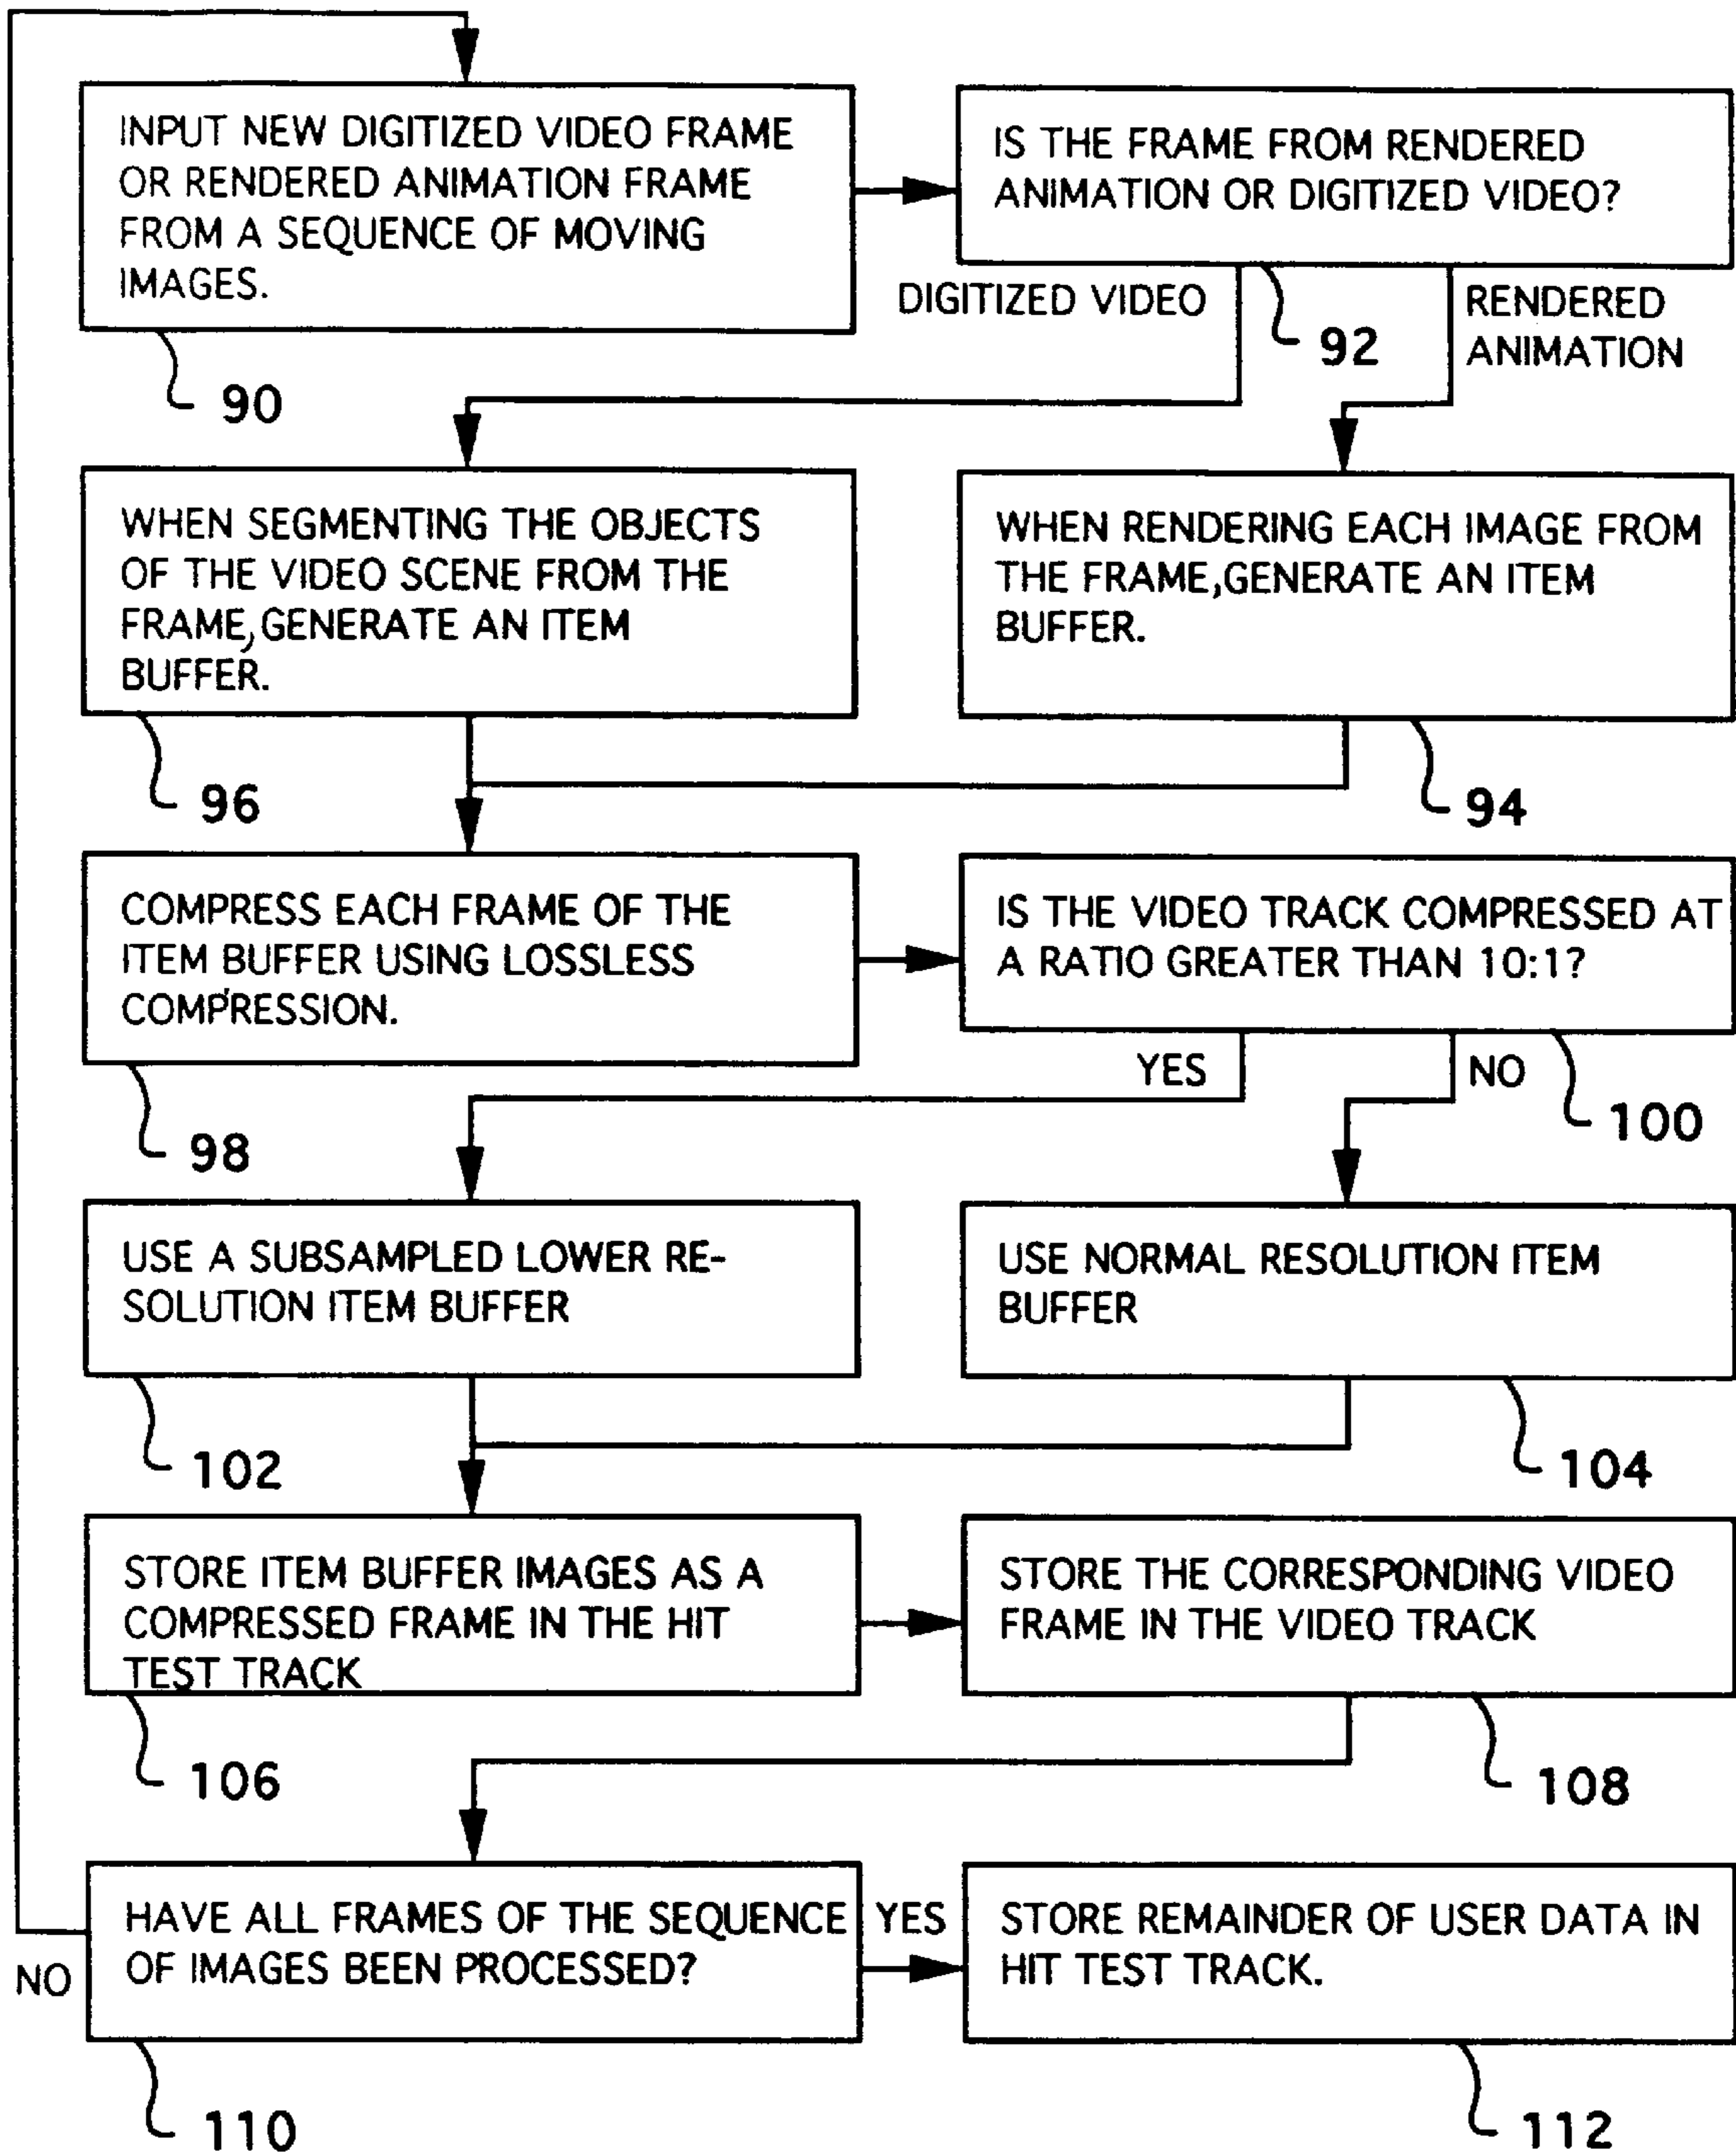 INPUT NEW DIGITIZED VIDEO FRAME
OR RENDERED ANIMATION FRAME
FROM A SEQUENCE OF MOVING
IMAGES.
90
IS THE FRAME FROM RENDERED
ANIMATION OR DIGITIZED VIDEO?
DIGITIZED VIDEO
92
RENDERED
ANIMATION
WHEN SEGMENTING THE OBJECTS
OF THE VIDEO SCENE FROM THE
FRAME, GENERATE AN ITEM
BUFFER.
96
WHEN RENDERING EACH IMAGE FROM
THE FRAME,GENERATE AN ITEM
BUFFER.
94
COMPRESS EACH FRAME OF THE
ITEM BUFFER USING LOSSLESS
COMPRESSION.
98
IS THE VIDEO TRACK COMPRESSED AT
A RATIO GREATER THAN 10:1?
YES
NO
100
USE A SUBSAMPLED LOWER RE-
SOLUTION ITEM BUFFER
102
USE NORMAL RESOLUTION ITEM
BUFFER
104
STORE ITEM BUFFER IMAGES AS A
COMPRESSED FRAME IN THE HIT
TEST TRACK
106
STORE THE CORRESPONDING VIDEO
FRAME IN THE VIDEO TRACK
108
HAVE ALL FRAMES OF THE SEQUENCE
OF IMAGES BEEN PROCESSED?
NO
YES
110
STORE REMAINDER OF USER DATA IN
HIT TEST TRACK.
112